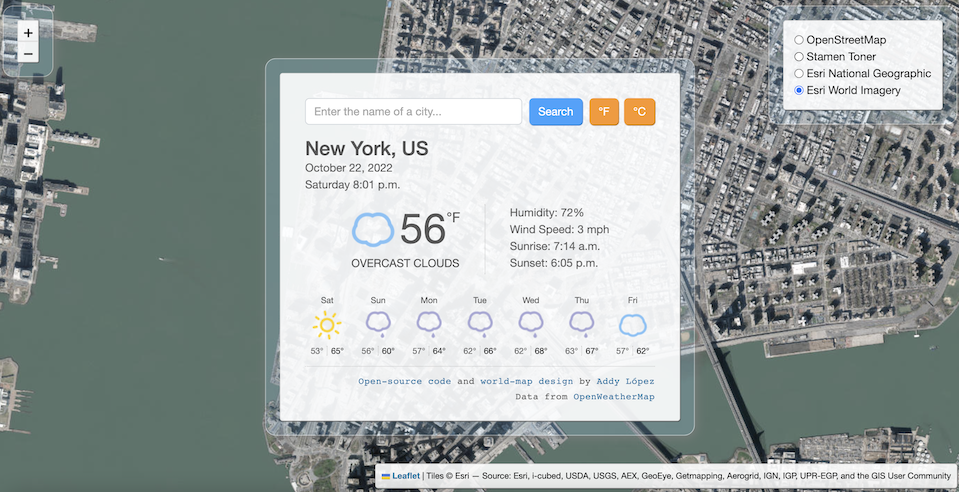 +
−
OpenStreetMap
Stamen Toner
Esri National Geographic
Esri World Imagery
Enter the name of a city...
Search
°F
°C
New York, US
October 22, 2022
Saturday 8:01 p.m.
56°F
OVERCAST CLOUDS
Humidity: 72%
Wind Speed: 3 mph
Sunrise: 7:14 a.m.
Sunset: 6:05 p.m.
Sat Sun Mon Tue Wed Thu Fri
53° | 65° 56° | 60° 57° | 64° 62° | 66° 62° | 68° 63° | 67° 57° | 62°
Open-source code and world-map design by Addy López
Data from OpenWeatherMap
Leaflet | Tiles © Esri — Source: Esri, i-cubed, USDA, USGS, AEX, GeoEye, Getmapping, Aerogrid, IGN, IGP, UPR-EGP, and the GIS User Community